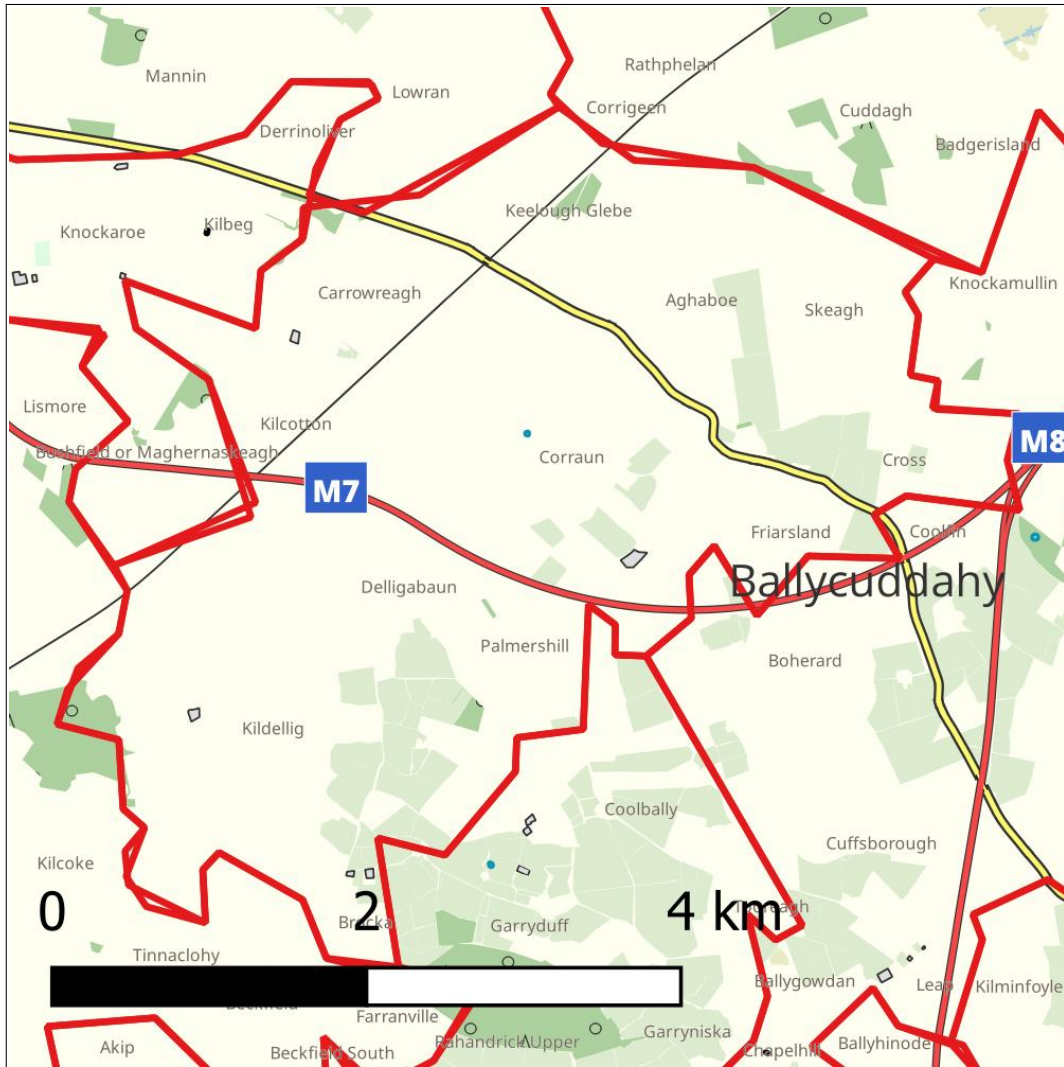 Mannin
Rathphelan
Lowran
Corrigeen
Cuddagh
Derrinoliver
Badgerisland
Keelough Glebe
Kilbeg
Knockaroe
Carrowreagh
Knockamullin
Aghaboe
Skeagh
Lismore
Kilcotton
M8
Bushfield or Maghernaskeagh
Corraun
Cross
M7
Friarsland
Coolfin
Ballycuddahy
Delligabaun
Palmershill
Boherard
Kildellig
Coolbally
Cuffsborough
Kilcoke
0 2 4 km
Brocka
Garryduff
Tinnaclohy
Ballygowdan
Leap
Kilminfoyle
Beckfield
Farranville
Garryniska
Rahandrick Upper
Akip
Beckfield South
Chapelhill
Ballyhinode